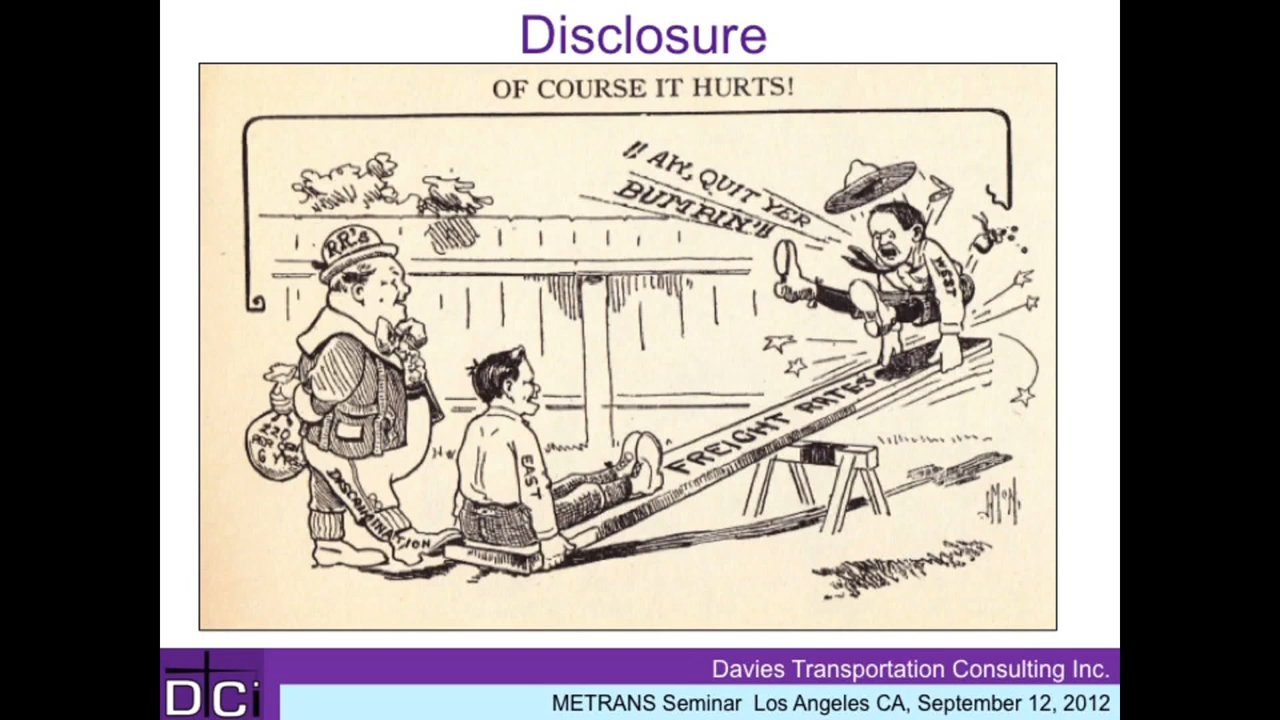 Disclosure
OF COURSE IT HURTS!
!! AW, QUIT YER
BUMPIN'!!
RR's
WEST
FREIGHT RATES
PER
EAST
DISCRIMINATION
Davies Transportation Consulting Inc.
DCi
METRANS Seminar Los Angeles CA, September 12, 2012